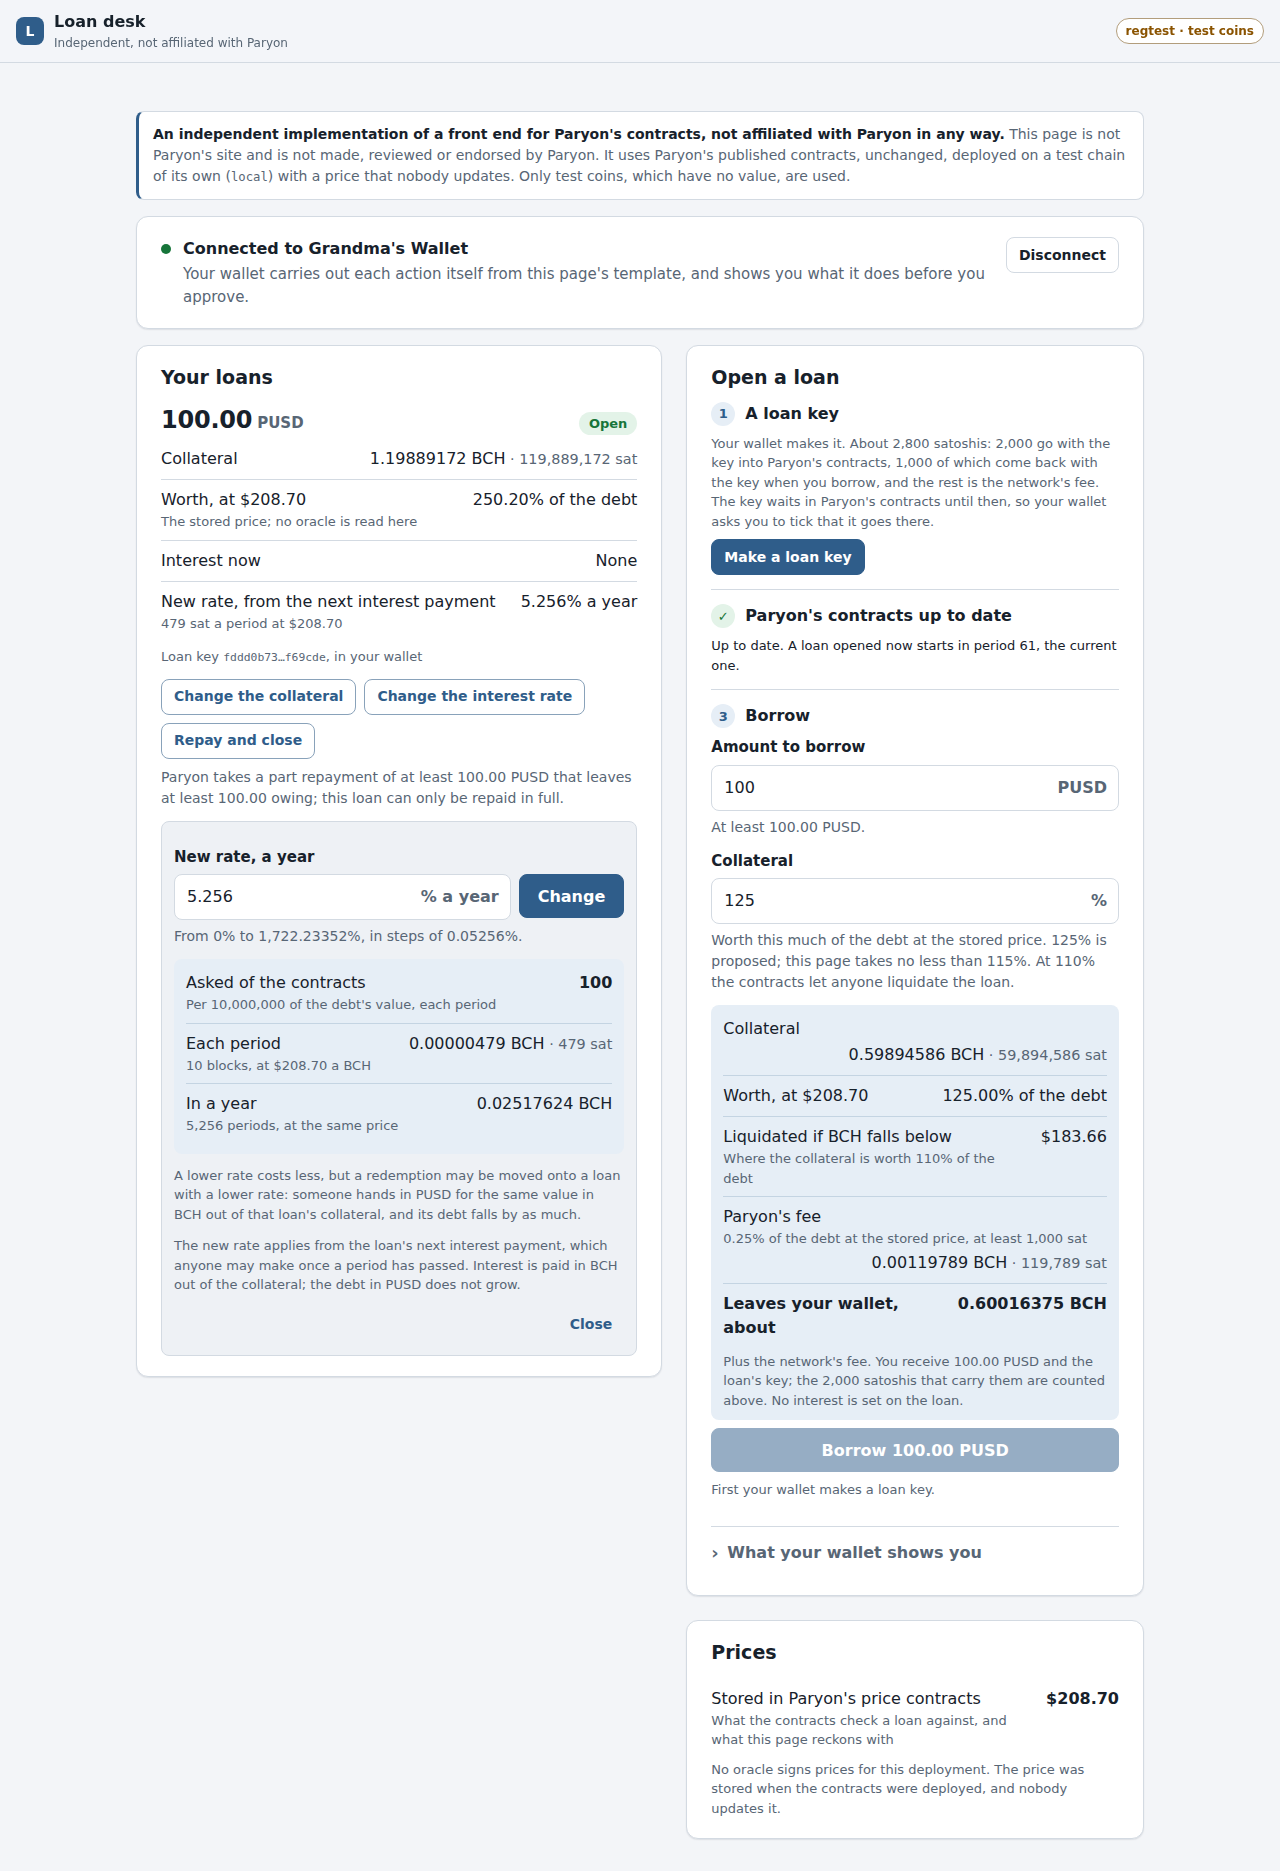 L
Loan desk
Independent, not affiliated with Paryon
regtest · test coins
An independent implementation of a front end for Paryon's contracts, not affiliated with Paryon in any way. This page is not
Paryon's site and is not made, reviewed or endorsed by Paryon. It uses Paryon's published contracts, unchanged, deployed on a test chain
of its own (local) with a price that nobody updates. Only test coins, which have no value, are used.
Connected to Grandma's Wallet
Your wallet carries out each action itself from this page's template, and shows you what it does before you
approve.
Disconnect
Your loans
100.00 PUSD
Open
Collateral 1.19889172 BCH · 119,889,172 sat
Worth, at $208.70 250.20% of the debt
The stored price; no oracle is read here
Interest now None
New rate, from the next interest payment 5.256% a year
479 sat a period at $208.70
Loan key fddd0b73…f69cde, in your wallet
Change the collateral Change the interest rate
Repay and close
Paryon takes a part repayment of at least 100.00 PUSD that leaves
at least 100.00 owing; this loan can only be repaid in full.
New rate, a year
5.256 % a year Change
From 0% to 1,722.23352%, in steps of 0.05256%.
Asked of the contracts 100
Per 10,000,000 of the debt's value, each period
Each period 0.00000479 BCH · 479 sat
10 blocks, at $208.70 a BCH
In a year 0.02517624 BCH
5,256 periods, at the same price
A lower rate costs less, but a redemption may be moved onto a loan
with a lower rate: someone hands in PUSD for the same value in
BCH out of that loan's collateral, and its debt falls by as much.
The new rate applies from the loan's next interest payment, which
anyone may make once a period has passed. Interest is paid in BCH
out of the collateral; the debt in PUSD does not grow.
Close
Open a loan
1 A loan key
Your wallet makes it. About 2,800 satoshis: 2,000 go with the
key into Paryon's contracts, 1,000 of which come back with
the key when you borrow, and the rest is the network's fee.
The key waits in Paryon's contracts until then, so your wallet
asks you to tick that it goes there.
Make a loan key
✓ Paryon's contracts up to date
Up to date. A loan opened now starts in period 61, the current
one.
3 Borrow
Amount to borrow
100 PUSD
At least 100.00 PUSD.
Collateral
125 %
Worth this much of the debt at the stored price. 125% is
proposed; this page takes no less than 115%. At 110%
the contracts let anyone liquidate the loan.
Collateral
0.59894586 BCH · 59,894,586 sat
Worth, at $208.70 125.00% of the debt
Liquidated if BCH falls below $183.66
Where the collateral is worth 110% of the
debt
Paryon's fee
0.25% of the debt at the stored price, at least 1,000 sat
0.00119789 BCH · 119,789 sat
Leaves your wallet, 0.60016375 BCH
about
Plus the network's fee. You receive 100.00 PUSD and the
loan's key; the 2,000 satoshis that carry them are counted
above. No interest is set on the loan.
Borrow 100.00 PUSD
First your wallet makes a loan key.
› What your wallet shows you
Prices
Stored in Paryon's price contracts $208.70
What the contracts check a loan against, and
what this page reckons with
No oracle signs prices for this deployment. The price was
stored when the contracts were deployed, and nobody
updates it.